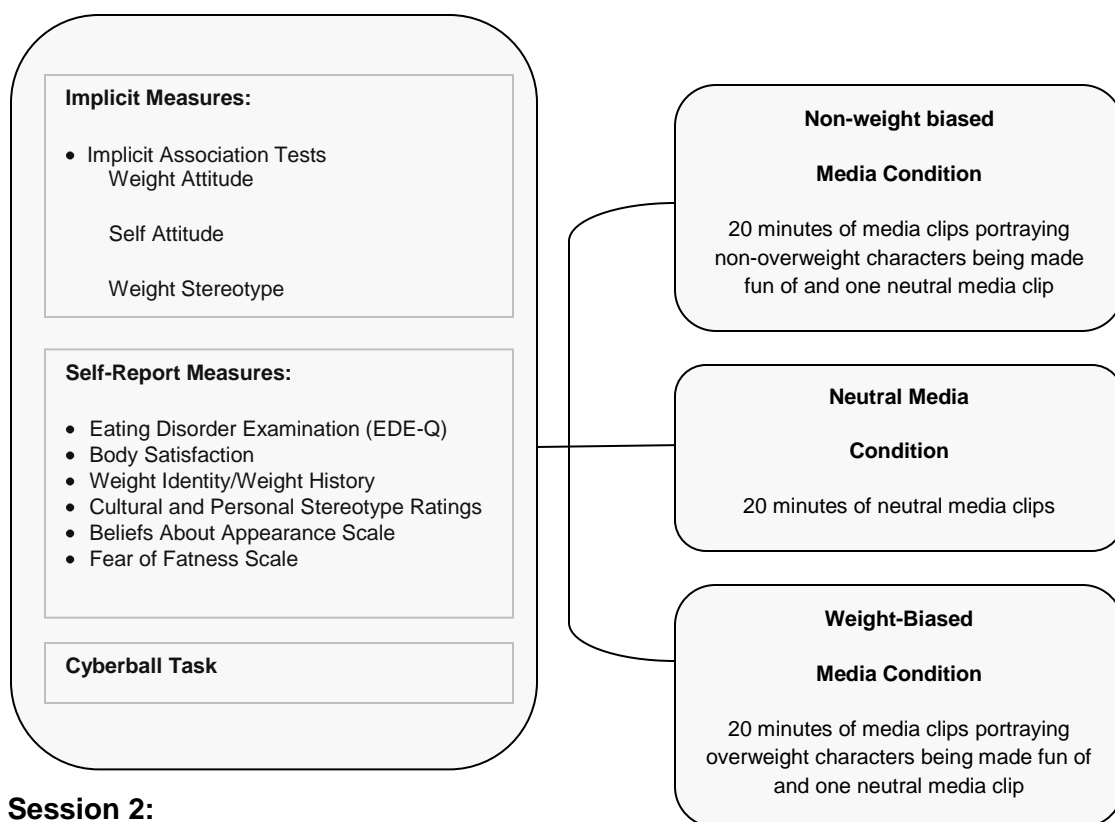 Implicit Measures:
• Implicit Association Tests
Weight Attitude
Self Attitude
Weight Stereotype
Self-Report Measures:
• Eating Disorder Examination (EDE-Q)
• Body Satisfaction
• Weight Identity/Weight History
• Cultural and Personal Stereotype Ratings
• Beliefs About Appearance Scale
• Fear of Fatness Scale
Cyberball Task
Non-weight biased
Media Condition
20 minutes of media clips portraying
non-overweight characters being made
fun of and one neutral media clip
Neutral Media
Condition
20 minutes of neutral media clips
Weight-Biased
Media Condition
20 minutes of media clips portraying
overweight characters being made fun of
and one neutral media clip
Session 2: